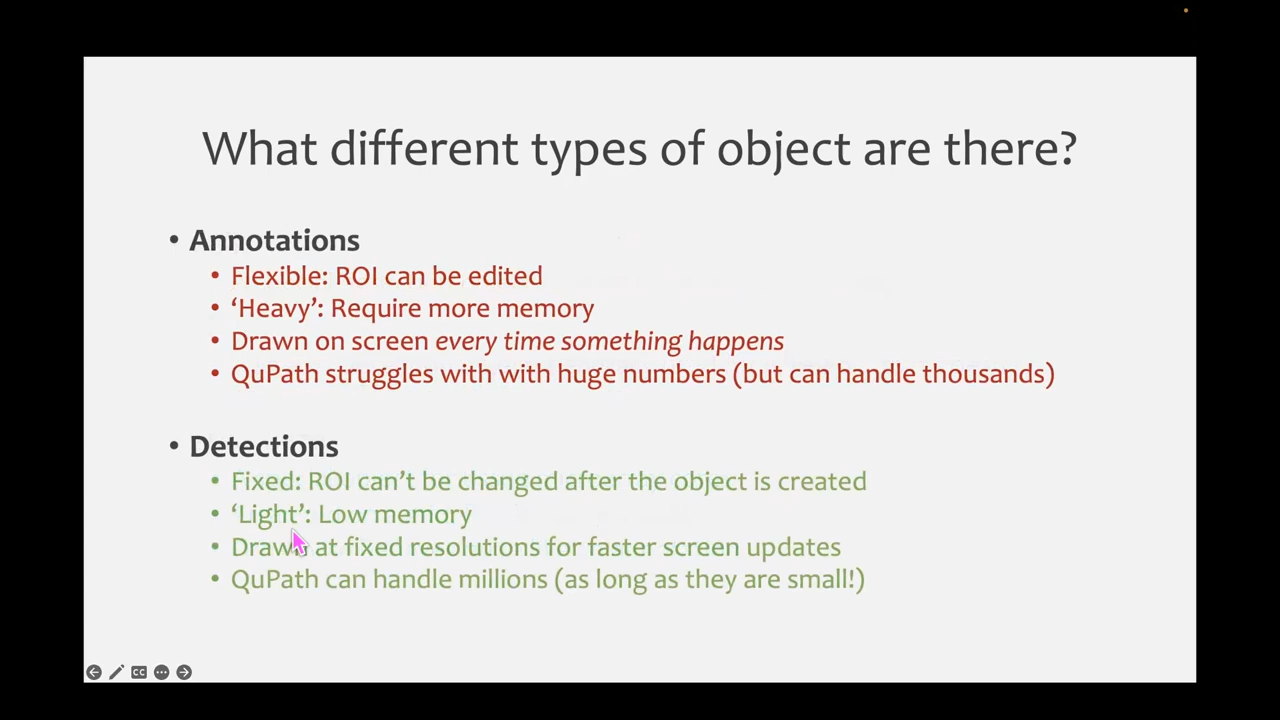 What different types of object are there?
• Annotations
• Flexible: ROI can be edited
• ‘Heavy’: Require more memory
• Drawn on screen every time something happens
• QuPath struggles with with huge numbers (but can handle thousands)
• Detections
• Fixed: ROI can’t be changed after the object is created
• ‘Light’: Low memory
• Drawn at fixed resolutions for faster screen updates
• QuPath can handle millions (as long as they are small!)
CC